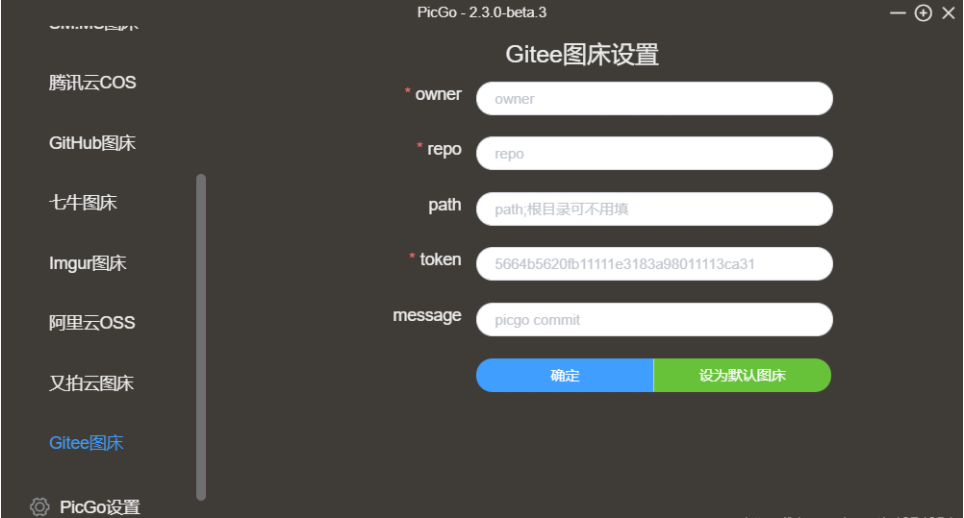 PicGo - 2.3.0-beta.3
腾讯云COS
GitHub图床
七牛图床
Imgur图床
阿里云OSS
又拍云图床
Gitee图床
PicGo设置
Gitee图床设置
* owner
owner
* repo
repo
path
path;根目录可不用填
* token
5664b5620fb11111e3183a98011113ca31
message
picgo commit
确定
设为默认图床